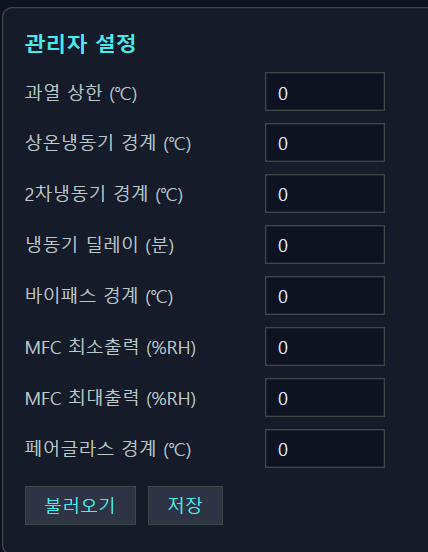 관리자 설정
과열 상한 (℃) 0
상온냉동기 경계 (℃) 0
2차냉동기 경계 (℃) 0
냉동기 딜레이 (분) 0
바이패스 경계 (℃) 0
MFC 최소출력 (%RH) 0
MFC 최대출력 (%RH) 0
페어글라스 경계 (℃) 0
불러오기 저장